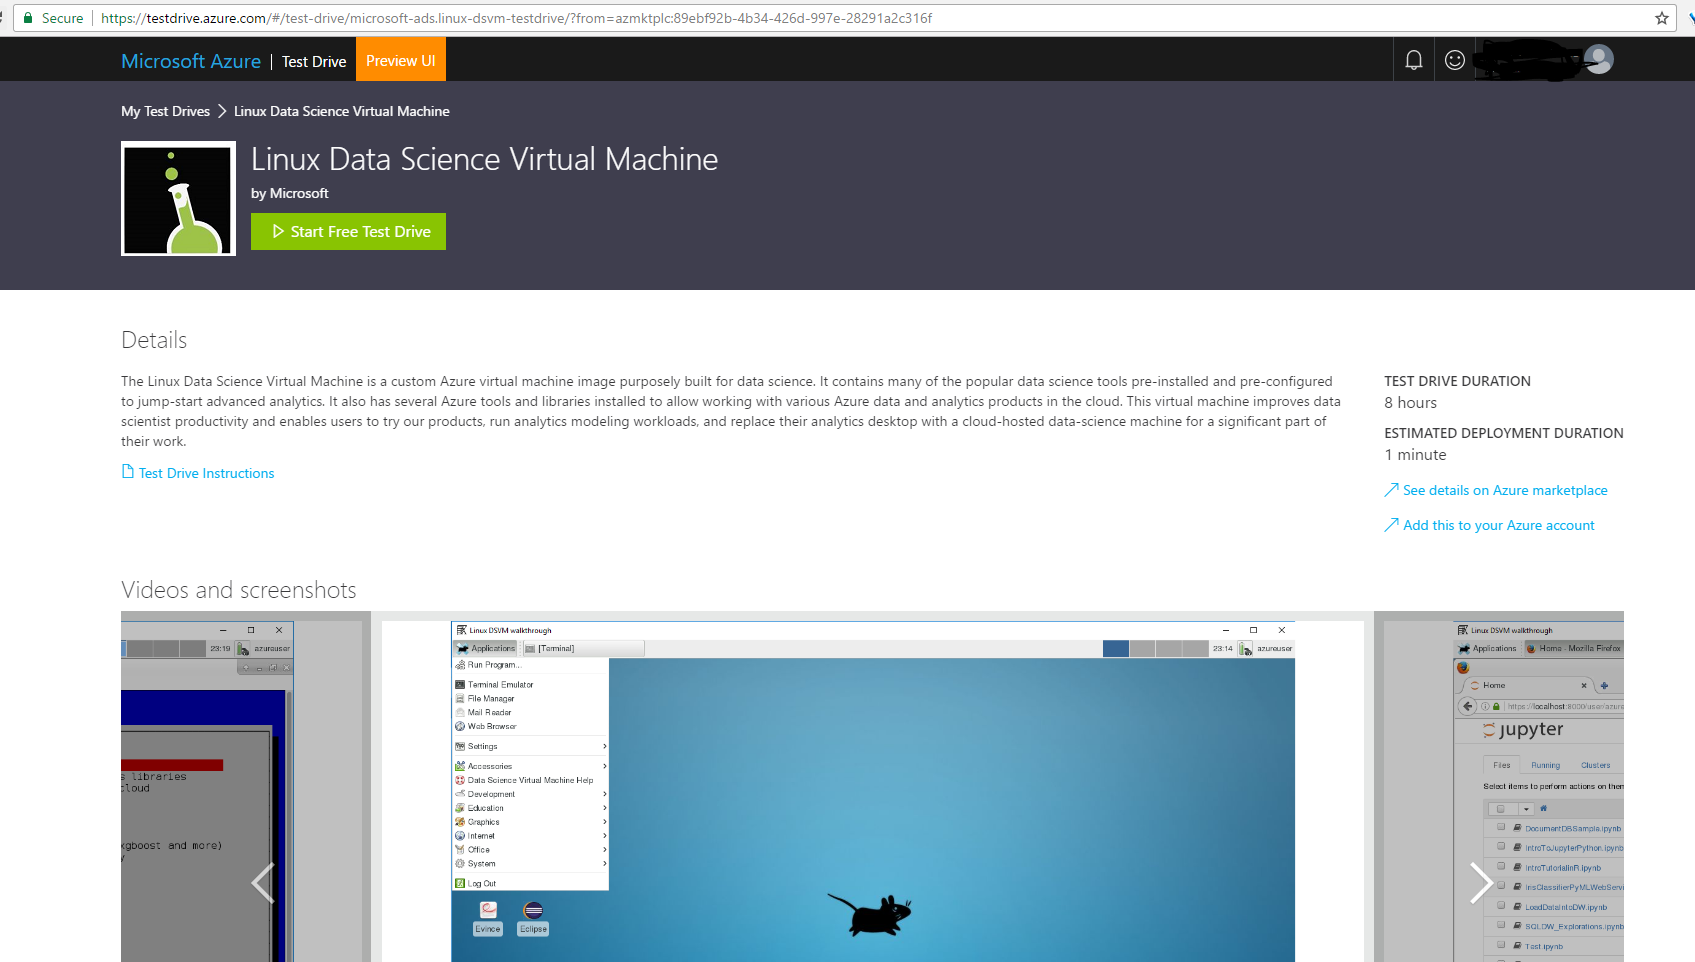 Secure | https://testdrive.azure.com/#/test-drive/microsoft-ads.linux-dsvm-testdrive/?from=azmktplc:89ebf92b-4b34-426d-997e-28291a2c316f
Microsoft Azure | Test Drive Preview UI
My Test Drives > Linux Data Science Virtual Machine
Linux Data Science Virtual Machine
by Microsoft
Start Free Test Drive
Details
The Linux Data Science Virtual Machine is a custom Azure virtual machine image purposely built for data science. It contains many of the popular data science tools pre-installed and pre-configured
to jump-start advanced analytics. It also has several Azure tools and libraries installed to allow working with various Azure data and analytics products in the cloud. This virtual machine improves data
scientist productivity and enables users to try our products, run analytics modeling workloads, and replace their analytics desktop with a cloud-hosted data-science machine for a significant part of
their work.
Test Drive Instructions
TEST DRIVE DURATION
8 hours
ESTIMATED DEPLOYMENT DURATION
1 minute
See details on Azure marketplace
Add this to your Azure account
Videos and screenshots
23:19 azureuser
s libraries
cloud
xgboost and more)
Linux DSVM walkthrough
Applications [Terminal] 23:14 azureuser
Run Program...
Terminal Emulator
File Manager
Mail Reader
Web Browser
Settings
Accessories
Data Science Virtual Machine Help
Development
Education
Graphics
Internet
Office
System
Log Out
Evince Eclipse
Linux DSVM walkthrough
Applications Home - Mozilla Firefox
Home
https://localhost:8000/user/azure
jupyter
Files Running Clusters
Select items to perform actions on then
DocumentDBSample.ipynb
IntroToJupyterPython.ipynb
IntroTutorialinR.ipynb
IrisClassifierPyMLWebServi
LoadDataIntoDW.ipynb
SQLDW_Explorations.ipynb
Test.ipynb